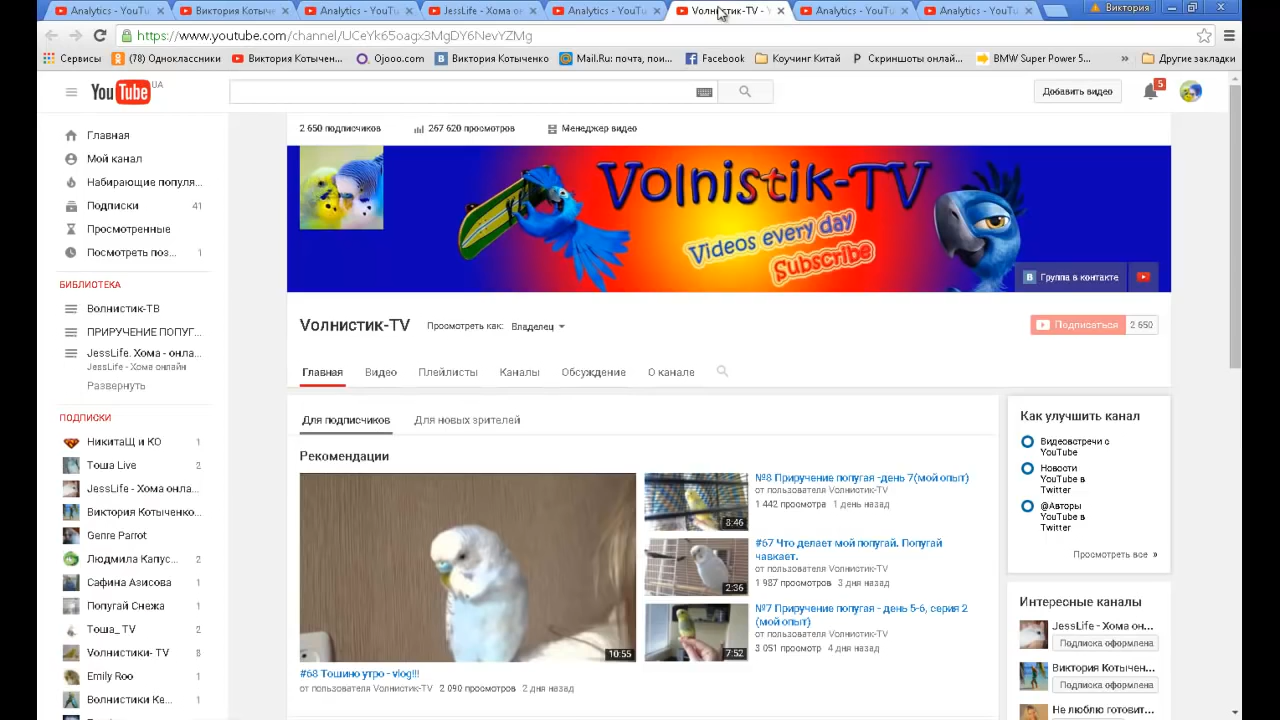 Analytics - YouTu
Виктория Котыче
Analytics - YouTu
JessLife - Хома - о
Analytics - YouTu
Volнистик-TV -
Analytics - YouTu
Analytics - YouTu
Виктория
https://www.youtube.com/channel/UCeYk65oagx3MgDY6NevYZMg
Сервисы
(78) Одноклассники
Виктория Котычен...
Ojooo.com
Виктория Котыченко
Mail.Ru: почта, пои...
Facebook
Коучинг Китай
Скриншоты онлай...
BMW Super Power 5...
»
Другие закладки
YouTube UA
Добавить видео
5
Главная
Мой канал
Набирающие популя...
Подписки 41
Просмотренные
Посмотреть поз... 1
БИБЛИОТЕКА
Волнистик-ТВ
ПРИРУЧЕНИЕ ПОПУГ...
JessLife. Хома - онла...
JessLife - Хома онлайн
Развернуть
ПОДПИСКИ
НикитаЩ и КО 1
Тоша Live 2
JessLife - Хома онла...
Виктория Котыченко...
Genre Parrot
Людмила Капус... 2
Сафина Азисова 1
Попугай Снежа 1
Тоша_ TV 2
Волнистики- TV 8
Emily Roo 1
Волнистики Ке... 1
2 650 подписчиков
267 620 просмотров
Менеджер видео
Volnistik-TV
Videos every day
Subscribe
Группа в контакте
Vолнистик-TV
Просмотреть как: Владелец
Подписаться 2 650
Главная
Видео
Плейлисты
Каналы
Обсуждение
О канале
Для подписчиков
Для новых зрителей
Рекомендации
10:55
#68 Тошино утро - vlog!!!
от пользователя Vолнистик-TV 2 090 просмотров 2 дня назад
8:46
№8 Приручение попугая -день 7(мой опыт)
от пользователя Vолнистик-TV
1 442 просмотра 1 день назад
2:36
#67 Что делает мой попугай. Попугай
чавкает.
от пользователя Vолнистик-TV
1 987 просмотров 3 дня назад
7:52
№7 Приручение попугая - день 5-6, серия 2
(мой опыт)
от пользователя Vолнистик-TV
3 051 просмотр 4 дня назад
Как улучшить канал
Видеовстречи с
YouTube
Новости
YouTube в
Twitter
@Авторы
YouTube в
Twitter
Просмотреть все »
Интересные каналы
JessLife - Хома он...
Подписка оформлена
Виктория Котычен...
Подписка оформлена
Не люблю готовит...